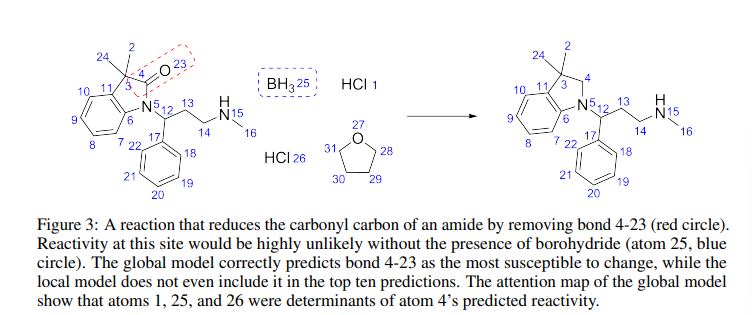 2
24
O 23
4
3
11
10
N 5
12
13
H
N 15
9
6
14
16
8
7
17
22
18
21
19
20
BH3 25
HCl 1
HCl 26
27
O
31
28
30
29
2
24
4
3
11
10
N 5
12
13
H
N 15
9
6
14
16
8
7
17
22
18
21
19
20
Figure 3: A reaction that reduces the carbonyl carbon of an amide by removing bond 4-23 (red circle).
Reactivity at this site would be highly unlikely without the presence of borohydride (atom 25, blue
circle). The global model correctly predicts bond 4-23 as the most susceptible to change, while the
local model does not even include it in the top ten predictions. The attention map of the global model
show that atoms 1, 25, and 26 were determinants of atom 4's predicted reactivity.